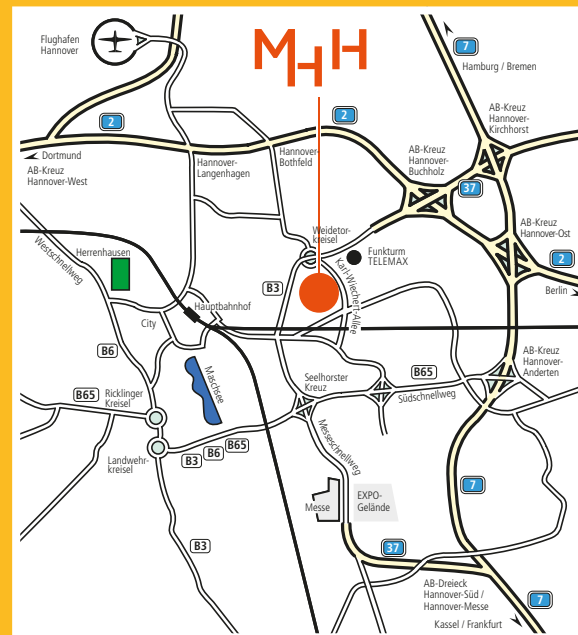 Flughafen
Hannover
MHH
7
Hamburg / Bremen
2
2
AB-Kreuz
Hannover-
Kirchhorst
Dortmund
AB-Kreuz
Hannover-West
Hannover-
Langenhagen
Hannover-
Bothfeld
AB-Kreuz
Hannover-
Buchholz
37
AB-Kreuz
Hannover-Ost
2
Berlin
Westschnellweg
Herrenhausen
Weidetor-
kreisel
Funkturm
TELEMAX
Karl-Wiechert-Allee
B3
Hauptbahnhof
City
B6
Maschsee
AB-Kreuz
Hannover-
Anderten
B65
Seelhorster
Kreuz
Südschnellweg
B65
Ricklinger
Kreisel
Landwehr-
kreisel
B3
B6
B65
Messeschnellweg
7
Messe
EXPO-
Gelände
B3
37
AB-Dreieck
Hannover-Süd /
Hannover-Messe
7
Kassel / Frankfurt